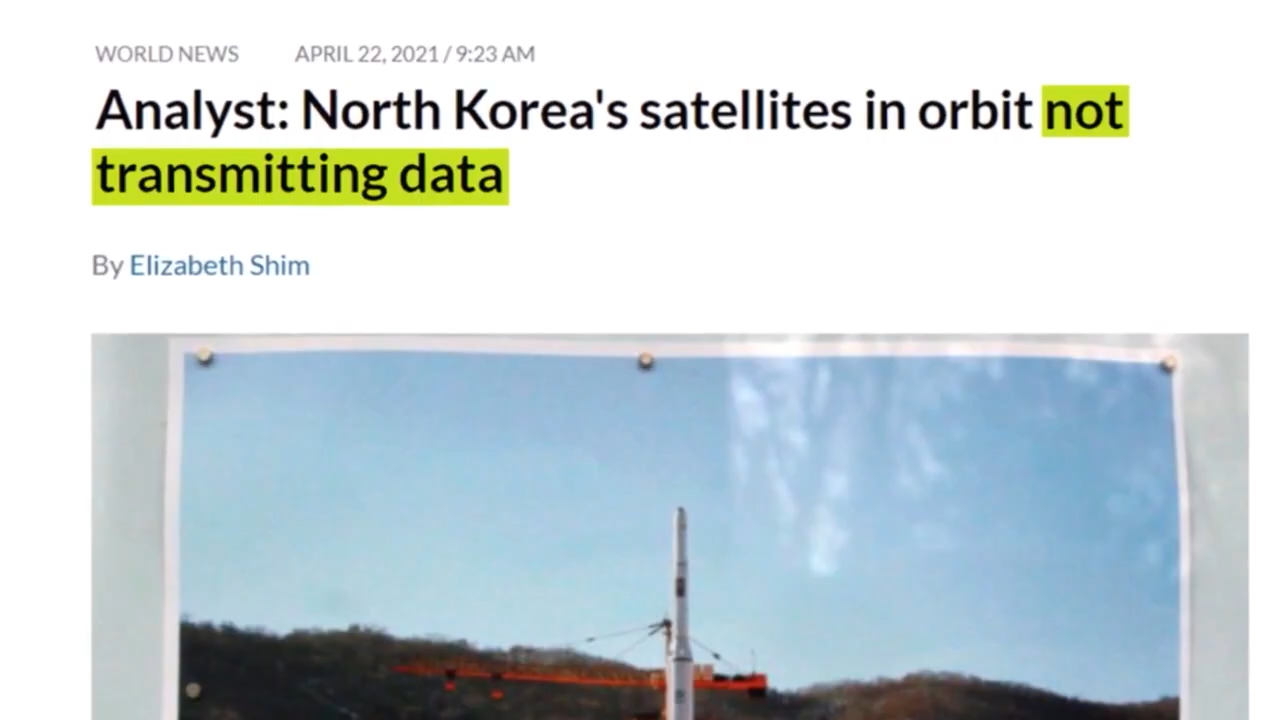 WORLD NEWS APRIL 22, 2021 / 9:23 AM
Analyst: North Korea's satellites in orbit not
transmitting data
By Elizabeth Shim